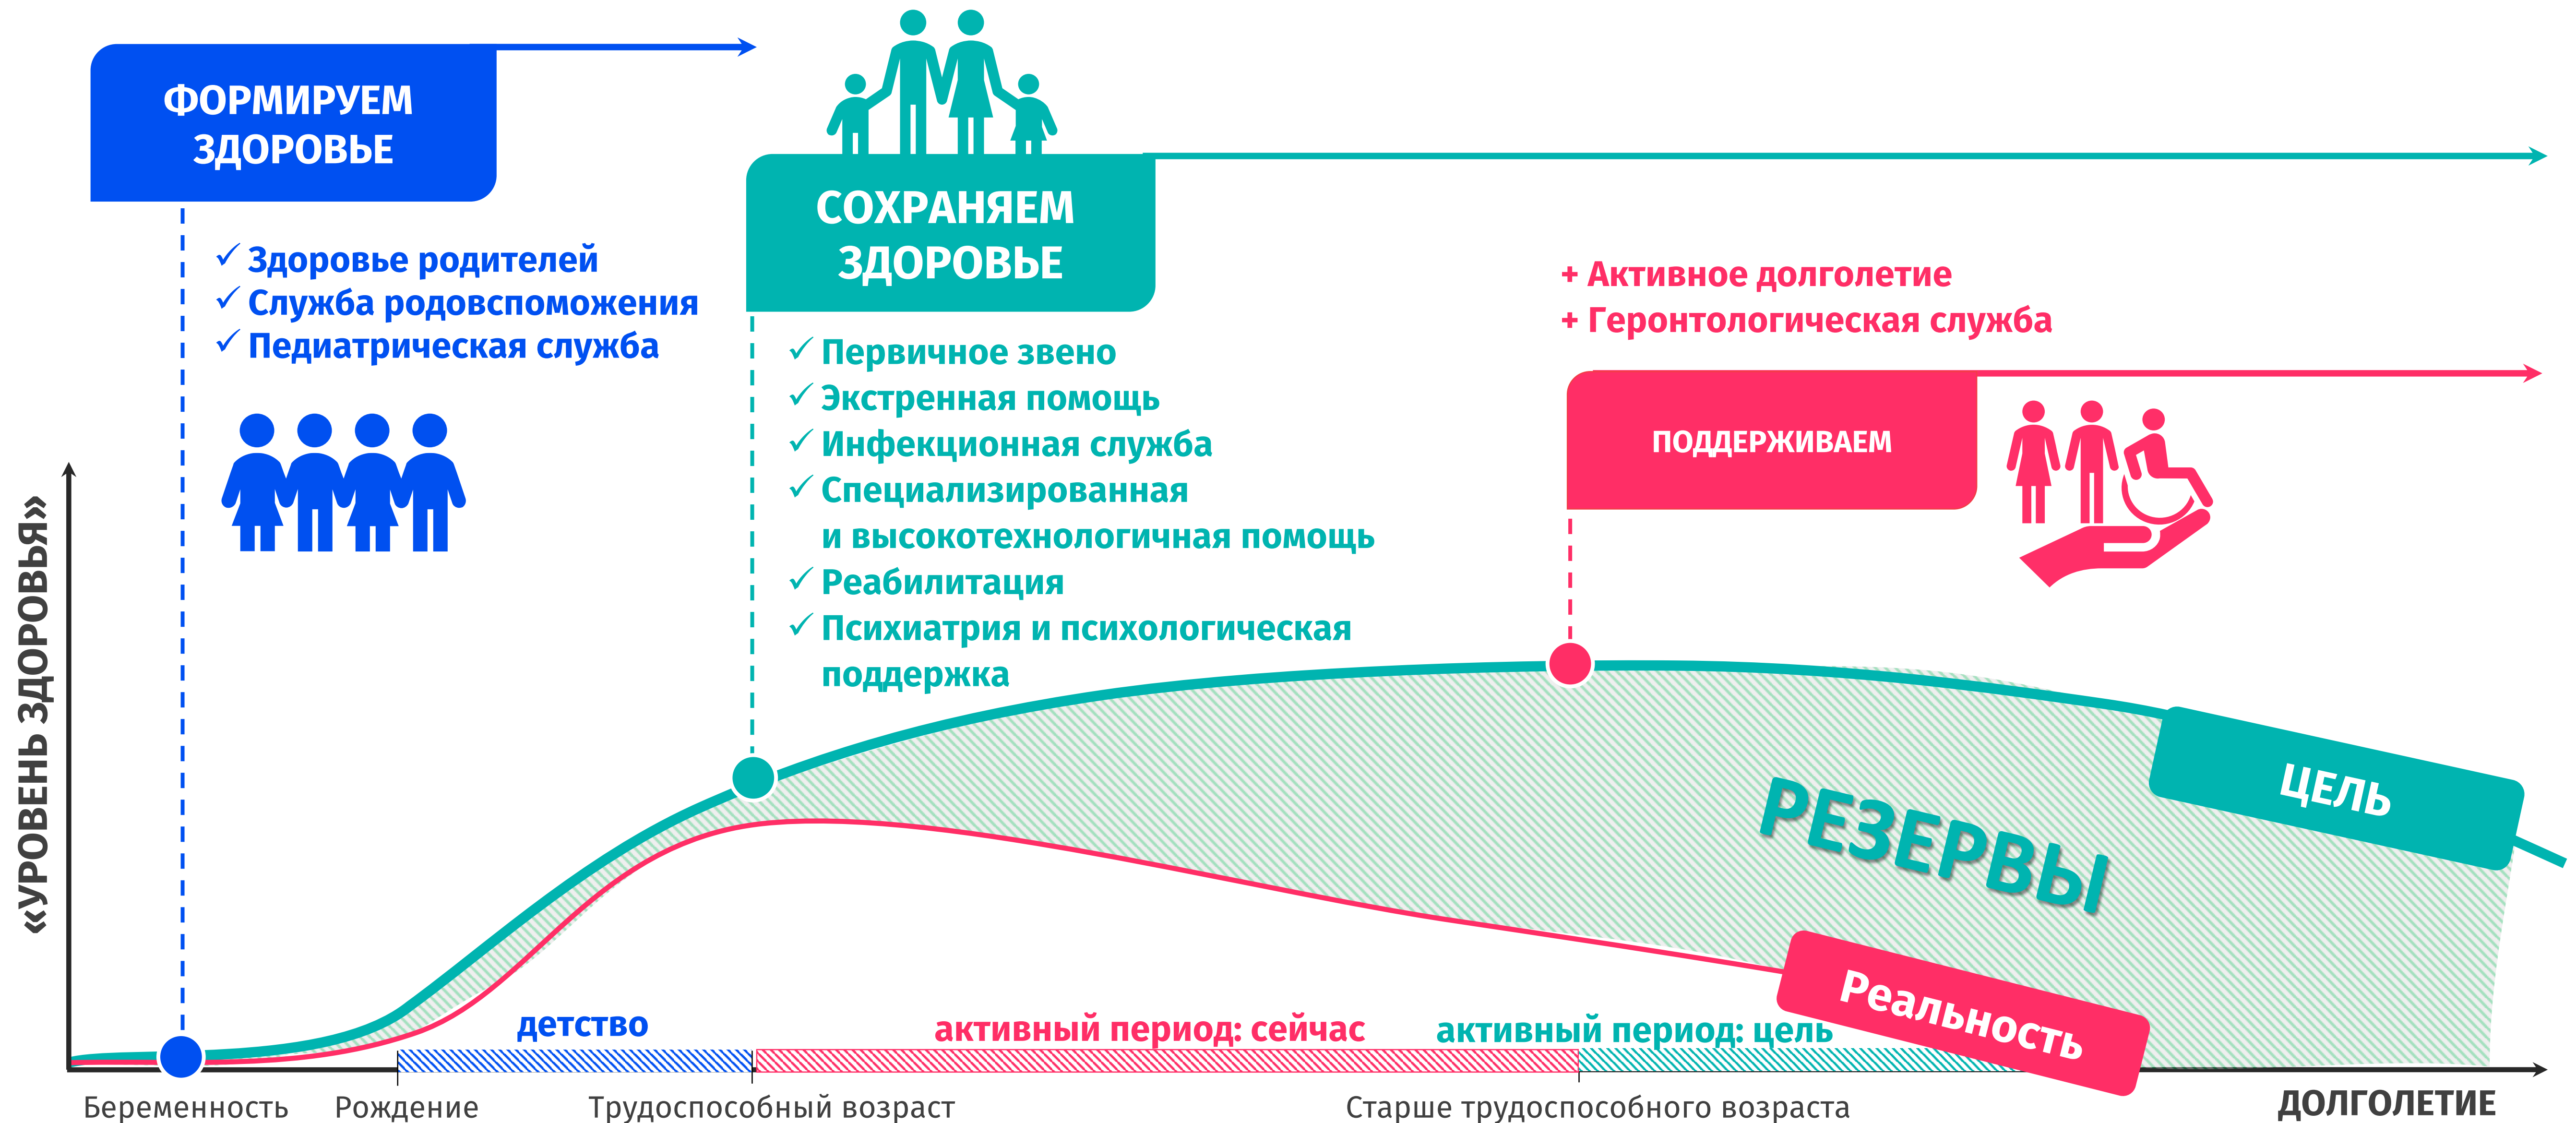 ФОРМИРУЕМ
ЗДОРОВЬЕ
✓ Здоровье родителей
✓ Служба родовспоможения
✓ Педиатрическая служба
СОХРАНЯЕМ
ЗДОРОВЬЕ
✓ Первичное звено
✓ Экстренная помощь
✓ Инфекционная служба
✓ Специализированная
и высокотехнологичная помощь
✓ Реабилитация
✓ Психиатрия и психологическая
поддержка
+ Активное долголетие
+ Геронтологическая служба
ПОДДЕРЖИВАЕМ
«УРОВЕНЬ ЗДОРОВЬЯ»
ЦЕЛЬ
РЕЗЕРВЫ
Реальность
детство
активный период: сейчас
активный период: цель
Беременность
Рождение
Трудоспособный возраст
Старше трудоспособного возраста
ДОЛГОЛЕТИЕ